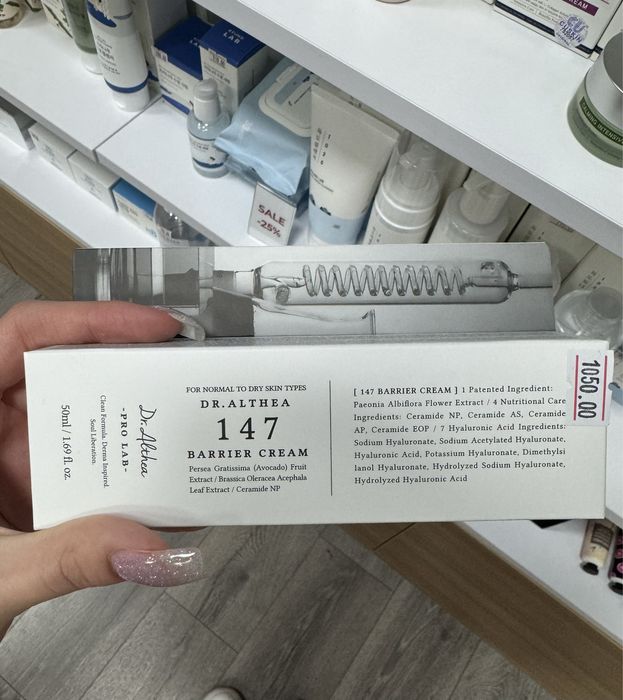 CREAM
LAB
CALMING INTENSIVE
SALE
-25%
1050.00
50ml / 1.69 fl. oz.
Clean Formula. Derma Inspired.
Soul Liberation.
-PRO LAB-
Dr.Althea
FOR NORMAL TO DRY SKIN TYPES
DR.ALTHEA
147
BARRIER CREAM
Persea Gratissima (Avocado) Fruit
Extract / Brassica Oleracea Acephala
Leaf Extract / Ceramide NP
[ 147 BARRIER CREAM ] 1 Patented Ingredient:
Paeonia Albiflora Flower Extract / 4 Nutritional Care
Ingredients: Ceramide NP, Ceramide AS, Ceramide
AP, Ceramide EOP / 7 Hyaluronic Acid Ingredients:
Sodium Hyaluronate, Sodium Acetylated Hyaluronate,
Hyaluronic Acid, Potassium Hyaluronate, Dimethylsi
lanol Hyaluronate, Hydrolyzed Sodium Hyaluronate,
Hydrolyzed Hyaluronic Acid